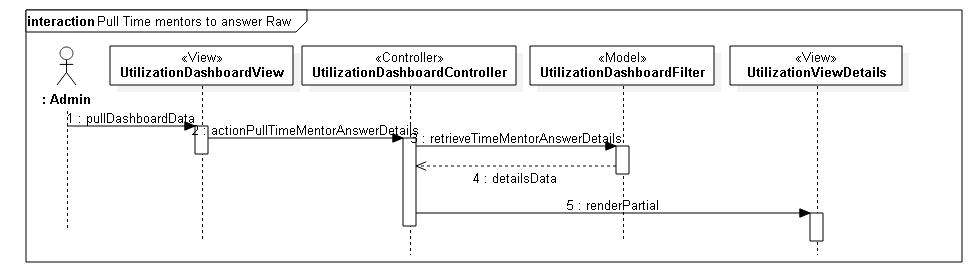 interaction Pull Time mentors to answer Raw
«View»
UtilizationDashboardView
«Controller»
UtilizationDashboardController
«Model»
UtilizationDashboardFilter
«View»
UtilizationViewDetails
: Admin
1 : pullDashboardData
2 : actionPullTimeMentorAnswerDetails
3 : retrieveTimeMentorAnswerDetails
4 : detailsData
5 : renderPartial